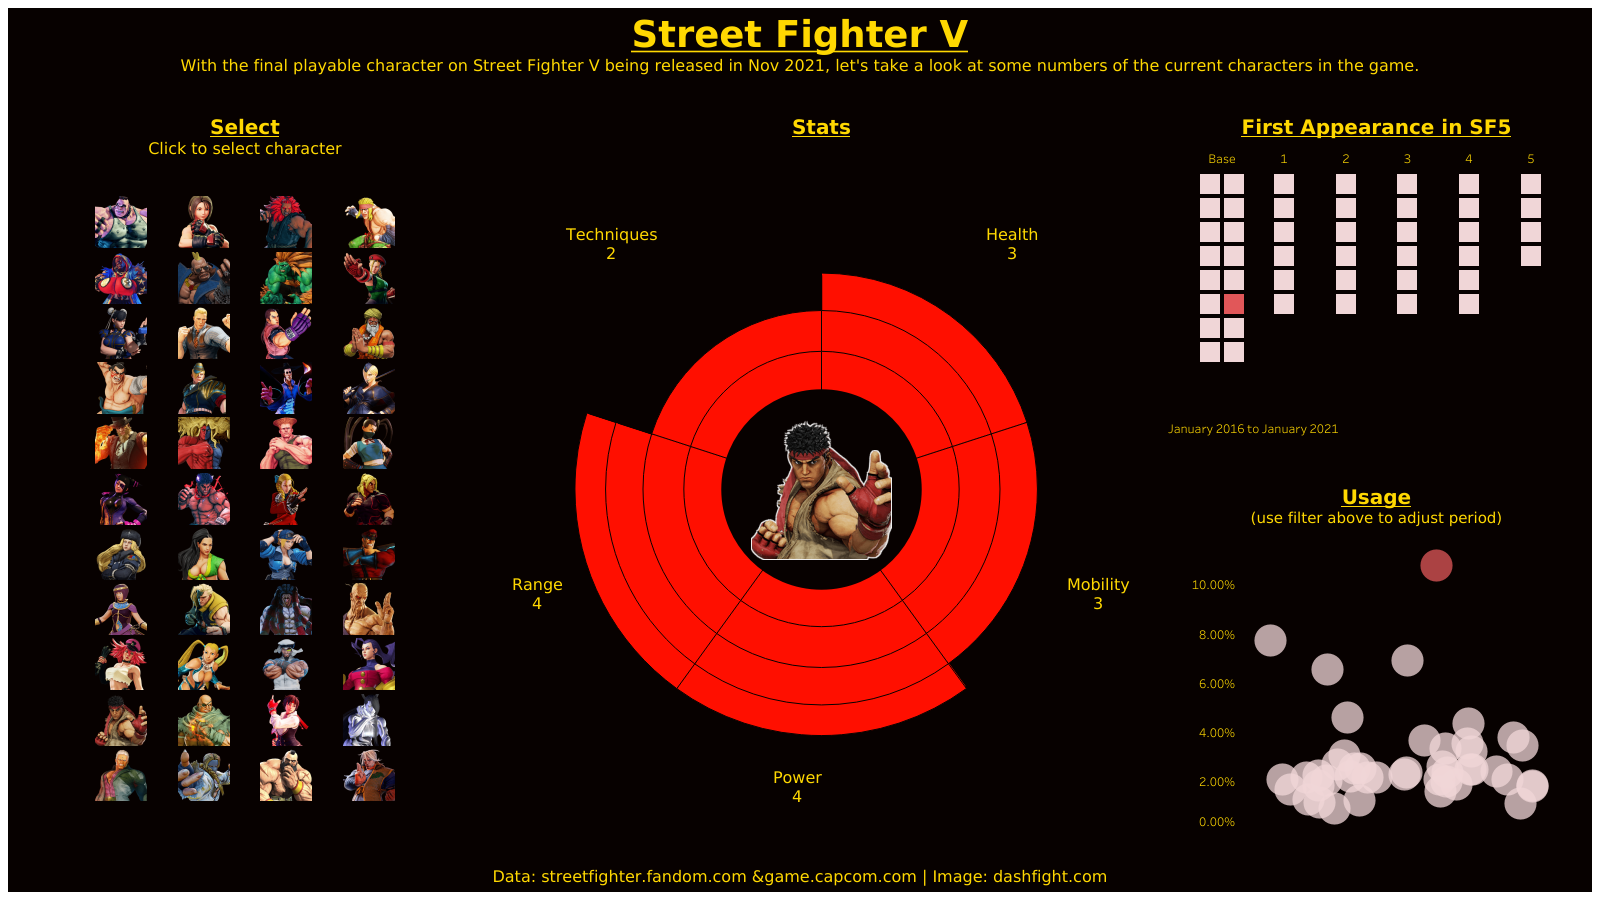 Street Fighter V
With the final playable character on Street Fighter V being released in Nov 2021, let's take a look at some numbers of the current characters in the game.
Select
Click to select character
Stats
Techniques
2
Health
3
Range
4
Mobility
3
Power
4
First Appearance in SF5
Base 1 2 3 4 5
January 2016 to January 2021
Usage
(use filter above to adjust period)
10.00%
8.00%
6.00%
4.00%
2.00%
0.00%
Data: streetfighter.fandom.com &game.capcom.com | Image: dashfight.com